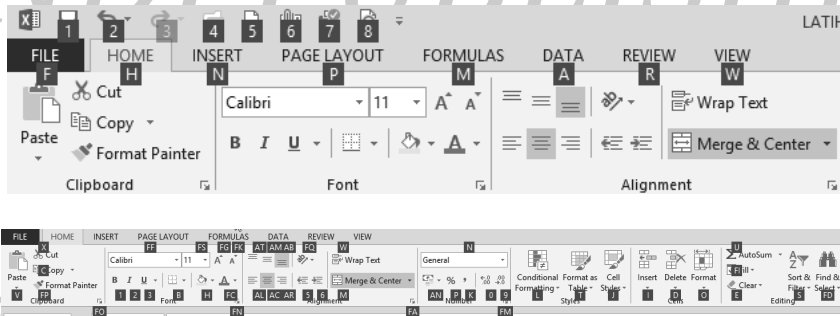 LATIH
1 2 3 4 5 6 7 8
FILE HOME INSERT PAGE LAYOUT FORMULAS DATA REVIEW VIEW
F H N P M A R W
Cut
Calibri 11 A A Wrap Text
Copy
Paste
Format Painter B I U A Merge & Center
Clipboard Font Alignment
FILE HOME INSERT PAGE LAYOUT FORMULAS DATA REVIEW VIEW
X FF FS FG FK AT AM AB FQ W N U
Cut Calibri 11 A A Wrap Text General AutoSum
C Copy FI Fill
Paste Format Painter B I U A Merge & Center % , Conditional Formatting Format as Table Cell Styles Insert Delete Format Clear Sort & Filter Find & Select
V FP 1 2 3 B H FC AL AC AR 5 6 M AN P K 0 9 L T J I D O E S FD
Clipboard Font Alignment Number Styles Cells Editing
FO FN FA FM